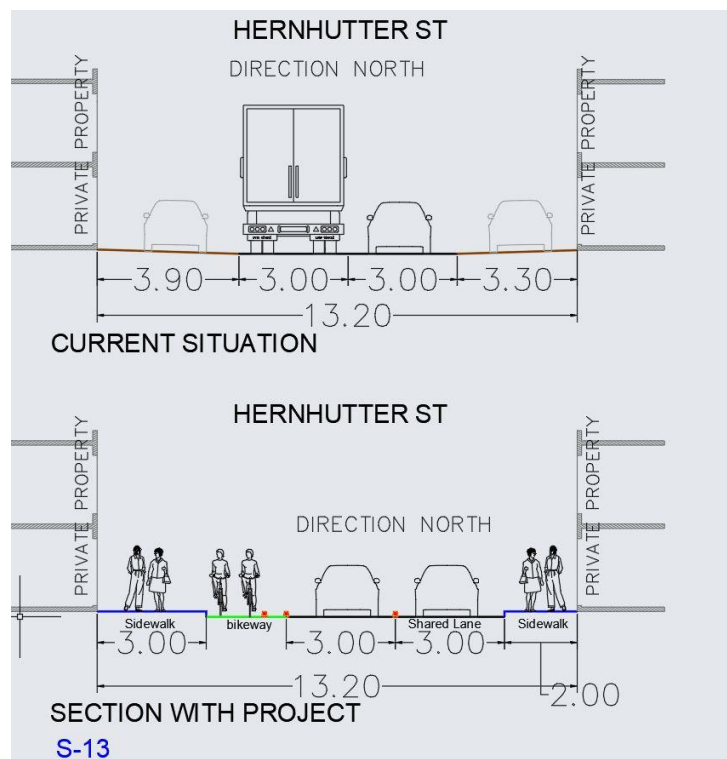 HERNHUTTER ST
DIRECTION NORTH
PRIVATE PROPERTY
PRIVATE PROPERTY
3.90
3.00
3.00
3.30
13.20
CURRENT SITUATION
HERNHUTTER ST
PRIVATE PROPERTY
PRIVATE PROPERTY
DIRECTION NORTH
Sidewalk
bikeway
Shared Lane
Sidewalk
3.00
3.00
3.00
13.20
2.00
SECTION WITH PROJECT
S-13